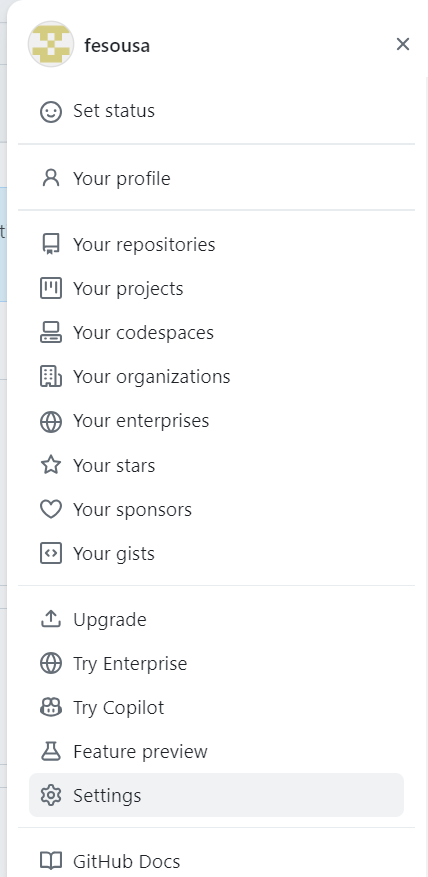 fesousa
Set status
Your profile
Your repositories
Your projects
Your codespaces
Your organizations
Your enterprises
Your stars
Your sponsors
Your gists
Upgrade
Try Enterprise
Try Copilot
Feature preview
Settings
GitHub Docs